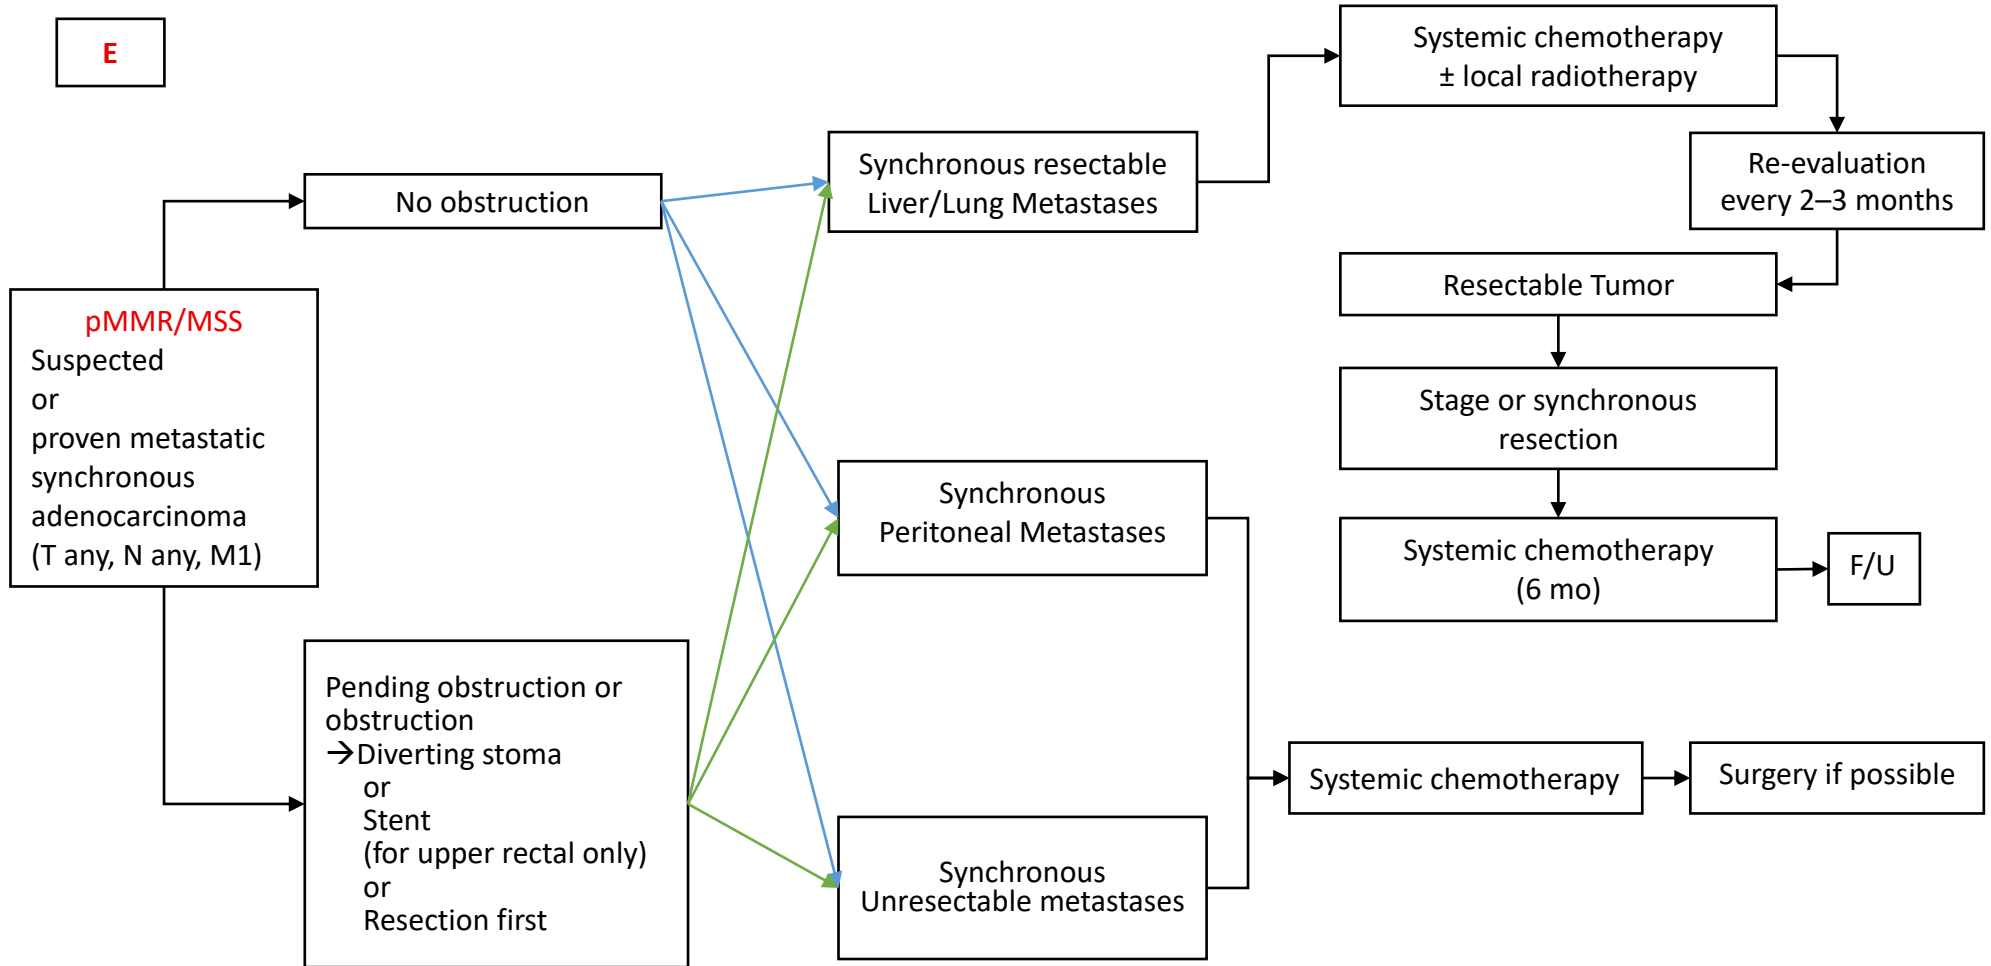 E
pMMR/MSS
Suspected
or
proven metastatic
synchronous
adenocarcinoma
(T any, N any, M1)
No obstruction
Pending obstruction or
obstruction
→Diverting stoma
or
Stent
(for upper rectal only)
or
Resection first
Synchronous resectable
Liver/Lung Metastases
Synchronous
Peritoneal Metastases
Synchronous
Unresectable metastases
Systemic chemotherapy
± local radiotherapy
Re-evaluation
every 2–3 months
Resectable Tumor
Stage or synchronous
resection
Systemic chemotherapy
(6 mo)
F/U
Systemic chemotherapy
Surgery if possible